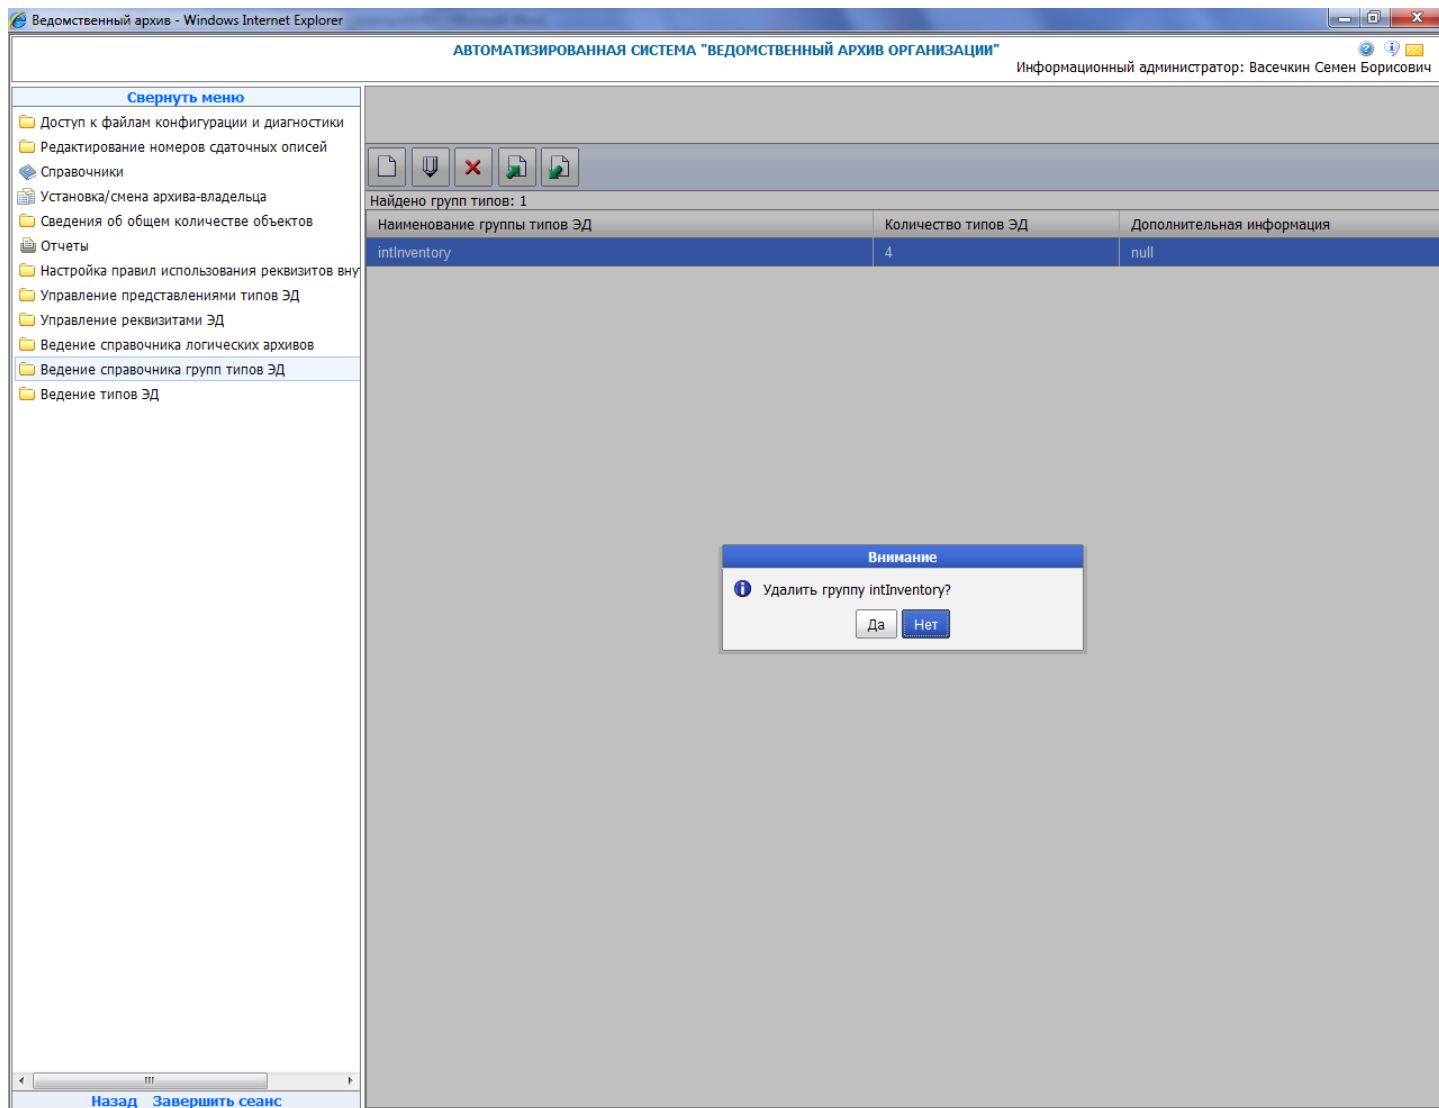 Ведомственный архив - Windows Internet Explorer
АВТОМАТИЗИРОВАННАЯ СИСТЕМА "ВЕДОМСТВЕННЫЙ АРХИВ ОРГАНИЗАЦИИ"
Информационный администратор: Васечкин Семен Борисович
Свернуть меню
Доступ к файлам конфигурации и диагностики
Редактирование номеров сдаточных описей
Справочники
Установка/смена архива-владельца
Сведения об общем количестве объектов
Отчеты
Настройка правил использования реквизитов вну
Управление представлениями типов ЭД
Управление реквизитами ЭД
Ведение справочника логических архивов
Ведение справочника групп типов ЭД
Ведение типов ЭД
Назад Завершить сеанс
Найдено групп типов: 1
Наименование группы типов ЭД Количество типов ЭД Дополнительная информация
intInventory 4 null
Внимание
Удалить группу intInventory?
Да Нет